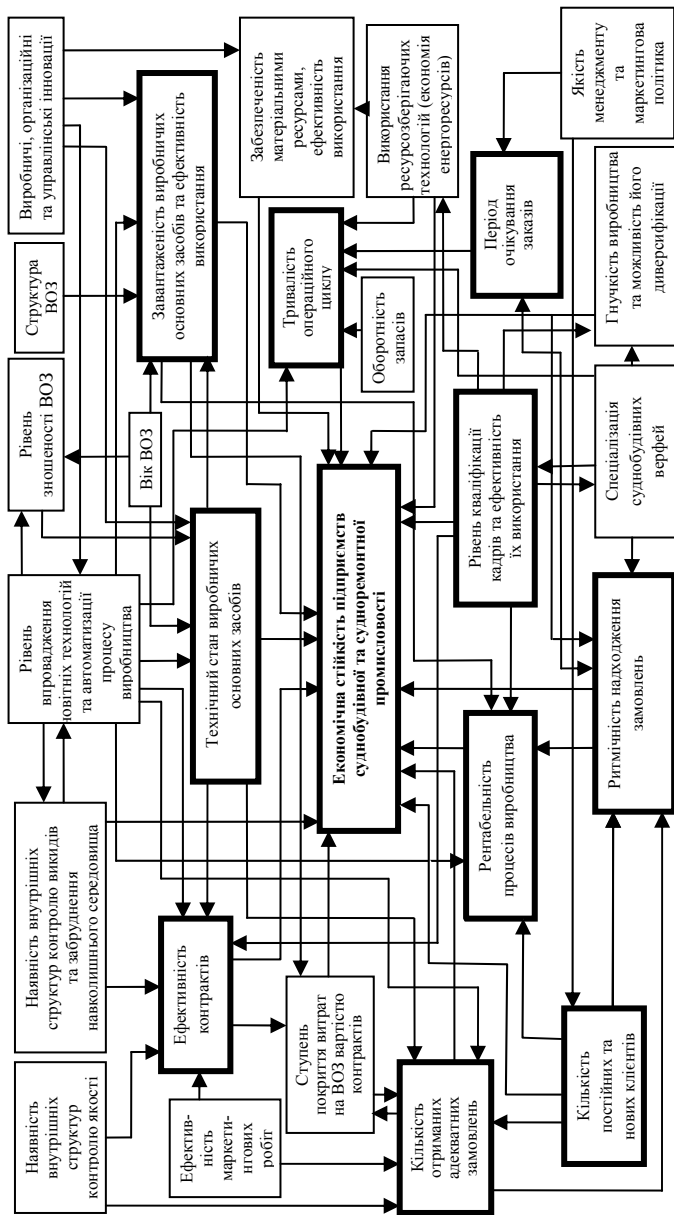 Наявність
внутрішніх
структур
контролю якості
Наявність внутрішніх
структур контролю викидів
та забруднення
навколишнього середовища
Рівень
впровадження
новітніх технологій
та автоматизації
процесу
виробництва
Рівень
зношеності ВОЗ
Структура
ВОЗ
Виробничі, організаційні
та управлінські інновації
Ефектив-
ність
маркети-
нгових
робіт
Ефективність
контрактів
Технічний стан виробничих
основних засобів
Вік ВОЗ
Завантаженість виробничих
основних засобів та ефективність
використання
Ступень
покриття витрат
на ВОЗ вартістю
контрактів
Тривалість
операційного
циклу
Забезпеченість
матеріальними
ресурсами,
ефективність
використання
Економічна стійкість підприємств
суднобудівної та судноремонтної
промисловості
Оборотність
запасів
Використання
ресурсозберігаючих
технологій (економія
енергоресурсів)
Кількість
отриманих
адекватних
замовлень
Рентабельність
процесів виробництва
Рівень кваліфікації
кадрів та ефективність
їх використання
Період
очікування
заказів
Кількість
постійних та
нових клієнтів
Ритмічність надходження
замовлень
Спеціалізація
суднобудівних
верфей
Гнучкість виробництва
та можливість його
диверсифікації
Якість
менеджменту
та
маркетингова
політика